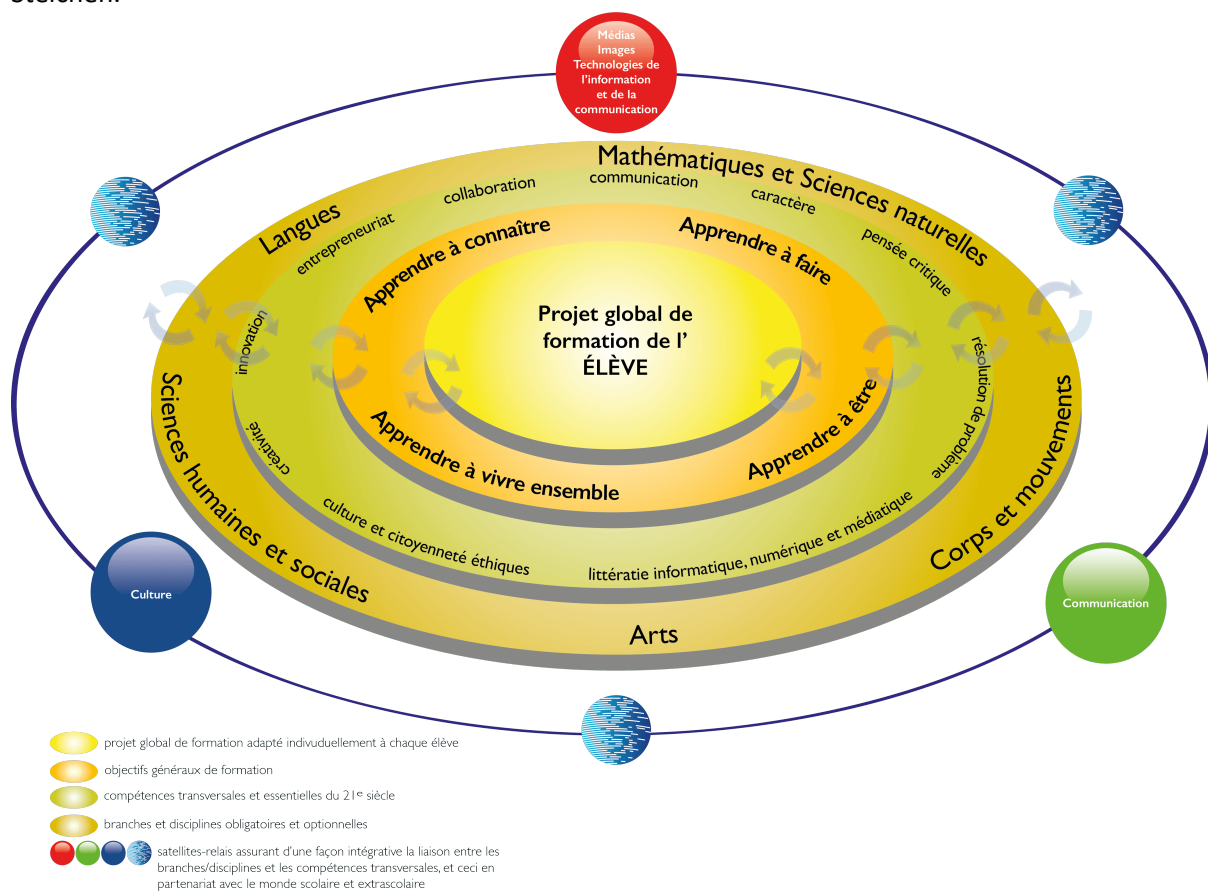 Steichen.
Médias
Images
Technologies de
l'information
et de la
communication
Mathématiques et Sciences naturelles
Langues
collaboration
communication
caractère
entrepreneuriat
pensée critique
Apprendre à connaître
Apprendre à faire
innovation
résolution de problème
Projet global de
formation de l'
ÉLÈVE
Sciences humaines et sociales
Corps et mouvements
créativité
Apprendre à vivre ensemble
Apprendre à être
culture et citoyenneté éthiques
littératie informatique, numérique et médiatique
Culture
Communication
Arts
projet global de formation adapté indivuduellement à chaque élève
objectifs généraux de formation
compétences transversales et essentielles du 21e siècle
branches et disciplines obligatoires et optionnelles
satellites-relais assurant d'une façon intégrative la liaison entre les
branches/disciplines et les compétences transversales, et ceci en
partenariat avec le monde scolaire et extrascolaire